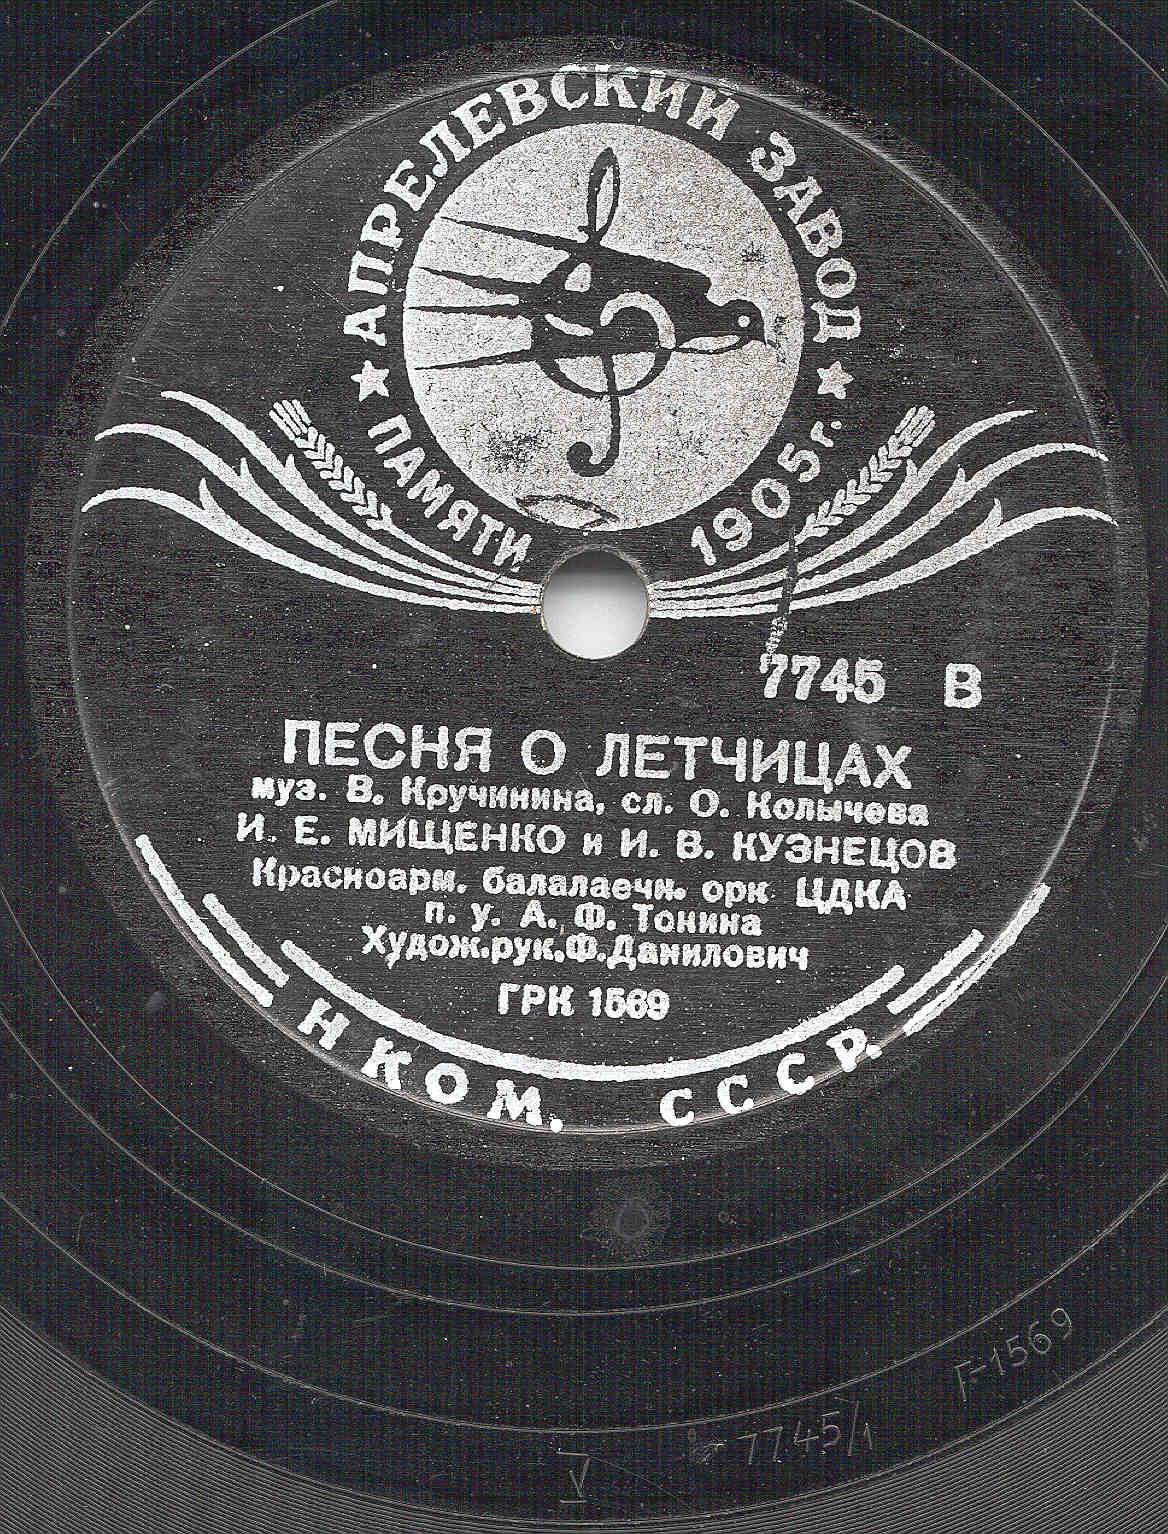 АПРЕЛЕВСКИЙ ЗАВОД
ПАМЯТИ 1905 г.
7745 В
ПЕСНЯ О ЛЕТЧИЦАХ
муз. В. Кручинина, сл. О. Колычева
И. Е. МИЩЕНКО и И. В. КУЗНЕЦОВ
Красноарм. балалаечн. орк. ЦДКА
п. у. А. Ф. Тонина
Худож.рук.Ф.Данилович
ГРК 1569
НКОМ. СССР.
Г-1569
7745/1
V